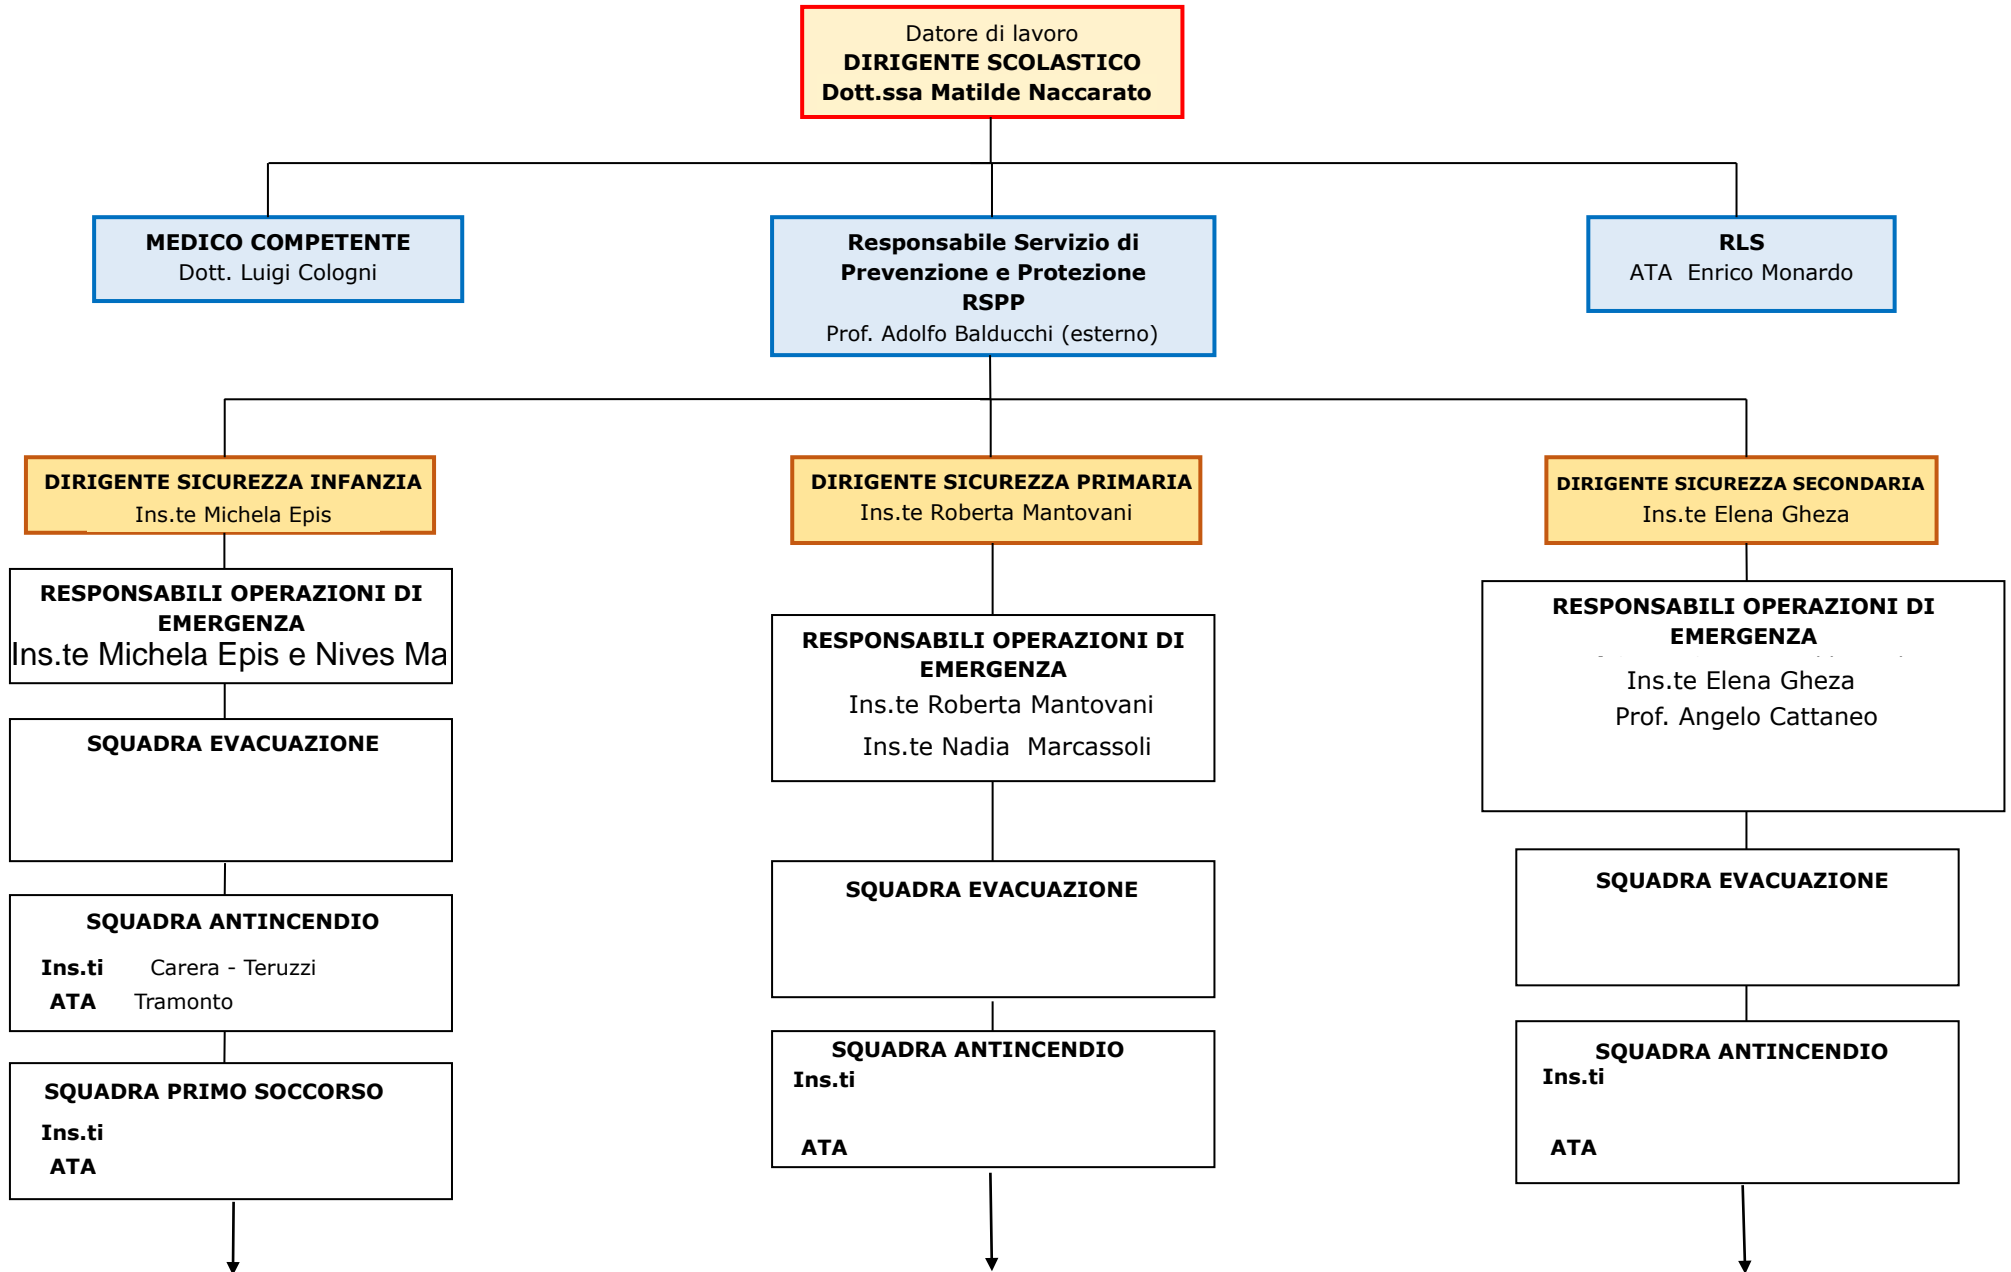 Datore di lavoro
DIRIGENTE SCOLASTICO
Dott.ssa Matilde Naccarato
MEDICO COMPETENTE
Dott. Luigi Cologni
Responsabile Servizio di
Prevenzione e Protezione
RSPP
Prof. Adolfo Balducchi (esterno)
RLS
ATA Enrico Monardo
DIRIGENTE SICUREZZA INFANZIA
Ins.te Michela Epis
DIRIGENTE SICUREZZA PRIMARIA
Ins.te Roberta Mantovani
DIRIGENTE SICUREZZA SECONDARIA
Ins.te Elena Gheza
RESPONSABILI OPERAZIONI DI
EMERGENZA
Ins.te Michela Epis e Nives Ma
RESPONSABILI OPERAZIONI DI
EMERGENZA
Ins.te Roberta Mantovani
Ins.te Nadia Marcassoli
RESPONSABILI OPERAZIONI DI
EMERGENZA
Ins.te Elena Gheza
Prof. Angelo Cattaneo
SQUADRA EVACUAZIONE
SQUADRA EVACUAZIONE
SQUADRA EVACUAZIONE
SQUADRA ANTINCENDIO
Ins.ti Carera - Teruzzi
ATA Tramonto
SQUADRA ANTINCENDIO
Ins.ti
ATA
SQUADRA ANTINCENDIO
Ins.ti
ATA
SQUADRA PRIMO SOCCORSO
Ins.ti
ATA